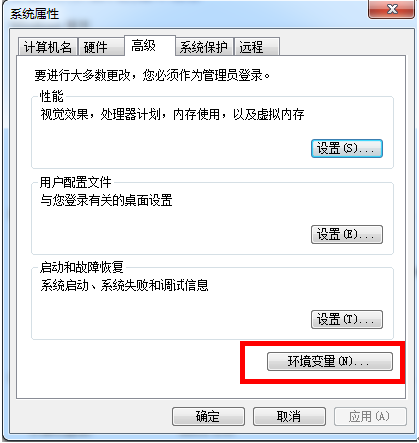 系统属性
计算机名 硬件 高级 系统保护 远程
要进行大多数更改，您必须作为管理员登录。
性能
视觉效果，处理器计划，内存使用，以及虚拟内存
设置(S)...
用户配置文件
与您登录有关的桌面设置
设置(E)...
启动和故障恢复
系统启动、系统失败和调试信息
设置(T)...
环境变量(N)...
确定 取消 应用(A)